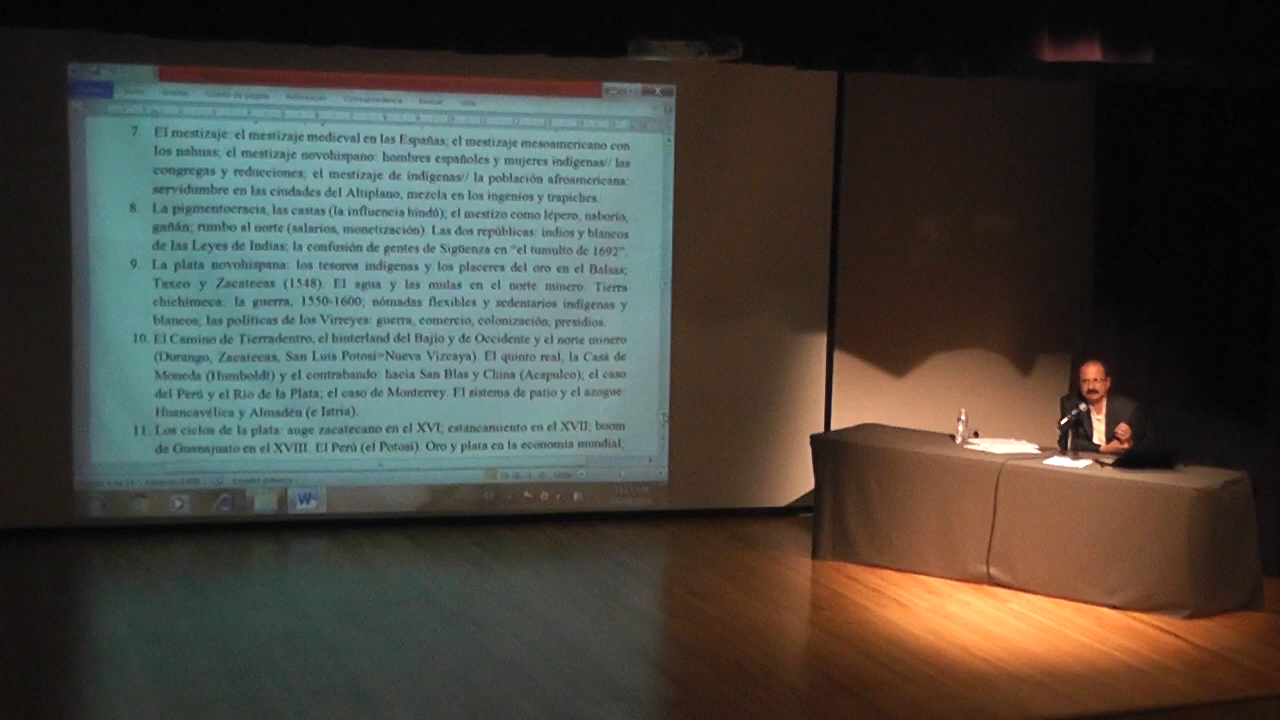 7. El mestizaje: el mestizaje medieval en las Españas; el mestizaje mesoamericano con
los nahuas; el mestizaje novohispano: hombres españoles y mujeres indígenas// las
congregas y reducciones; el mestizaje de indígenas// la población afroamericana:
servidumbre en las ciudades del Altiplano, mezcla en los ingenios y trapiches.
8. La pigmentocracia, las castas (la influencia hindú); el mestizo como lépero, naborío,
gañán; rumbo al norte (salarios, monetización). Las dos repúblicas: indios y blancos
de las Leyes de Indias; la confusión de gentes de Sigüenza en "el tumulto de 1692".
9. La plata novohispana: los tesoros indígenas y los placeres del oro en el Balsas;
Taxco y Zacatecas (1548). El agua y las mulas en el norte minero. Tierra
chichimeca: la guerra, 1550-1600; nómadas flexibles y sedentarios indígenas y
blancos; las políticas de los Virreyes: guerra, comercio, colonización, presidios.
10. El Camino de Tierradentro, el hinterland del Bajío y de Occidente y el norte minero
(Durango, Zacatecas, San Luis Potosí=Nueva Vizcaya). El quinto real, la Casa de
Moneda (Humboldt) y el contrabando: hacia San Blas y China (Acapulco); el caso
del Perú y el Río de la Plata; el caso de Monterrey. El sistema de patio y el azogue:
Huancavélica y Almadén (e Istria).
11. Los ciclos de la plata: auge zacatecano en el XVI; estancamiento en el XVII; boom
de Guanajuato en el XVIII. El Perú (el Potosí). Oro y plata en la economía mundial;